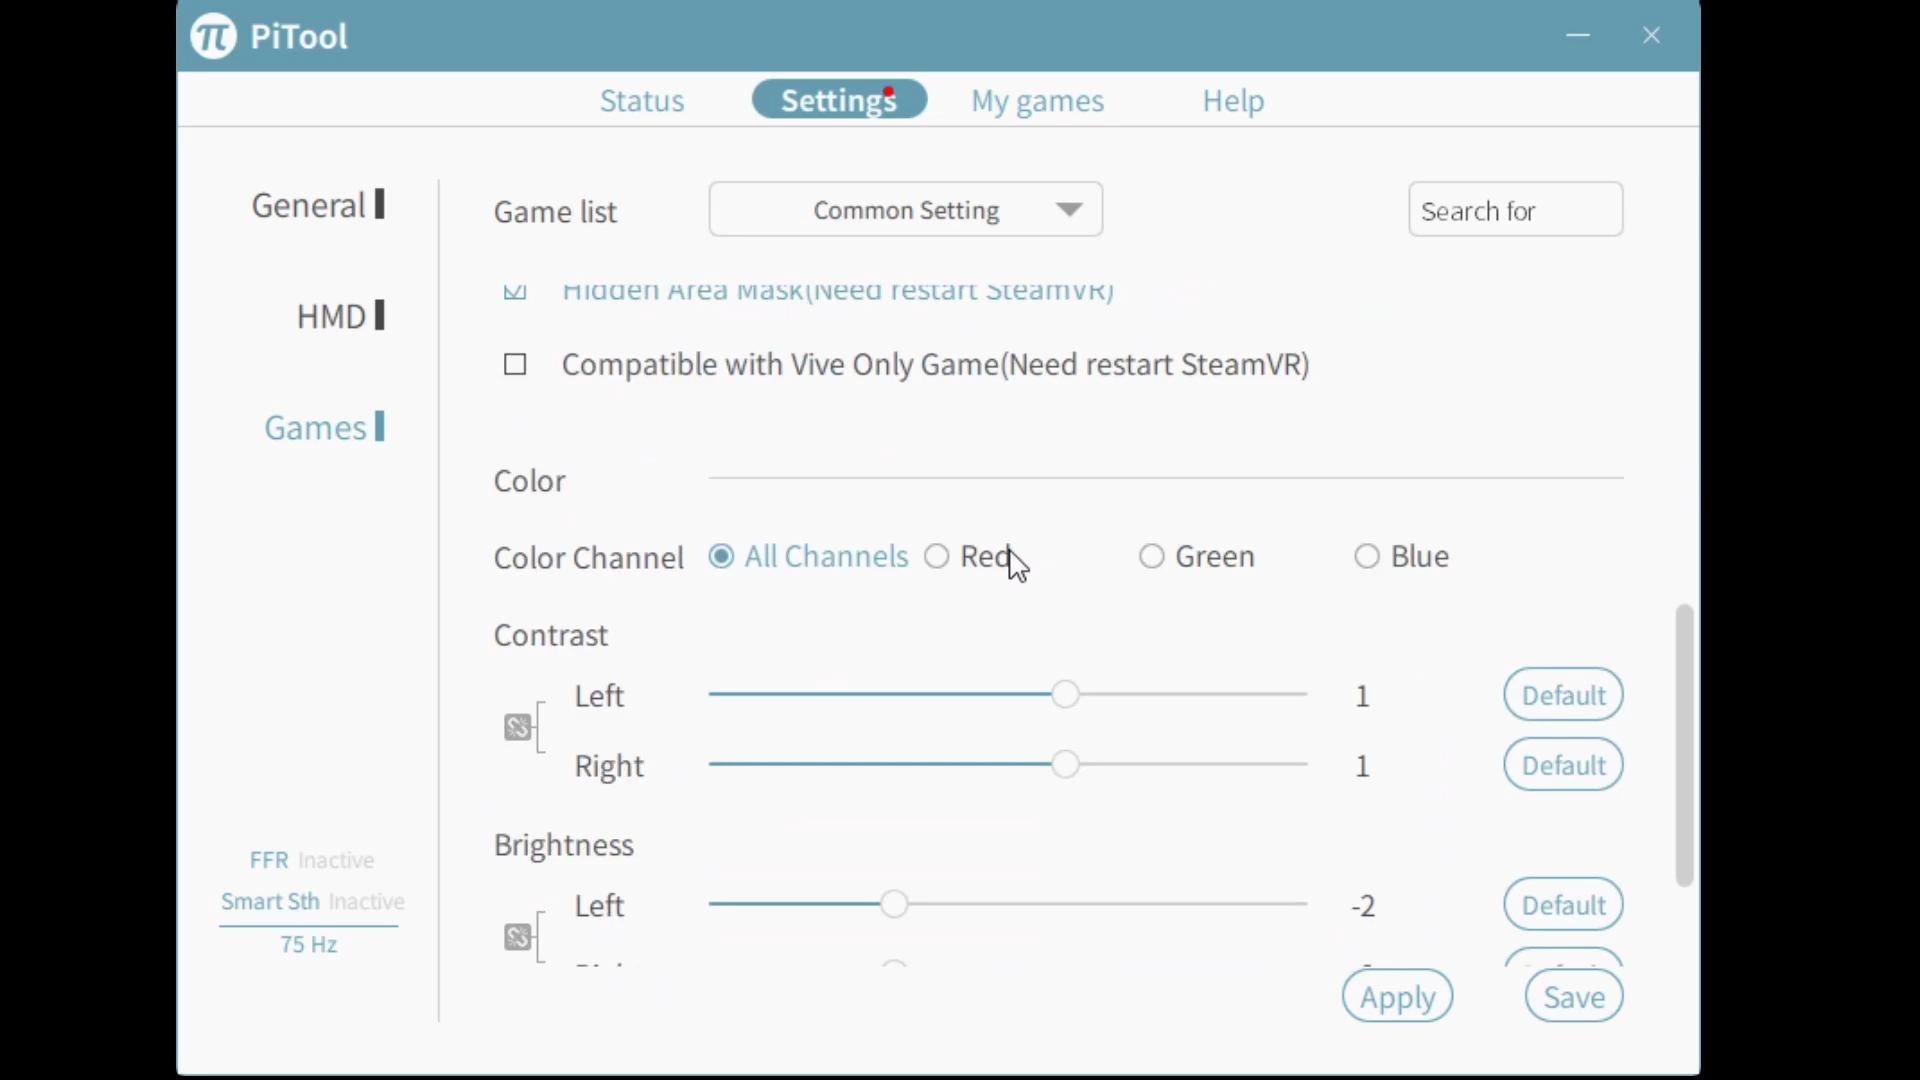 PiTool
Status Settings My games Help
General
HMD
Games
FFR Inactive
Smart Sth Inactive
75 Hz
Game list Common Setting Search for
Hidden Area Mask(Need restart SteamVR)
Compatible with Vive Only Game(Need restart SteamVR)
Color
Color Channel All Channels Red Green Blue
Contrast
Left 1 Default
Right 1 Default
Brightness
Left -2 Default
Apply Save